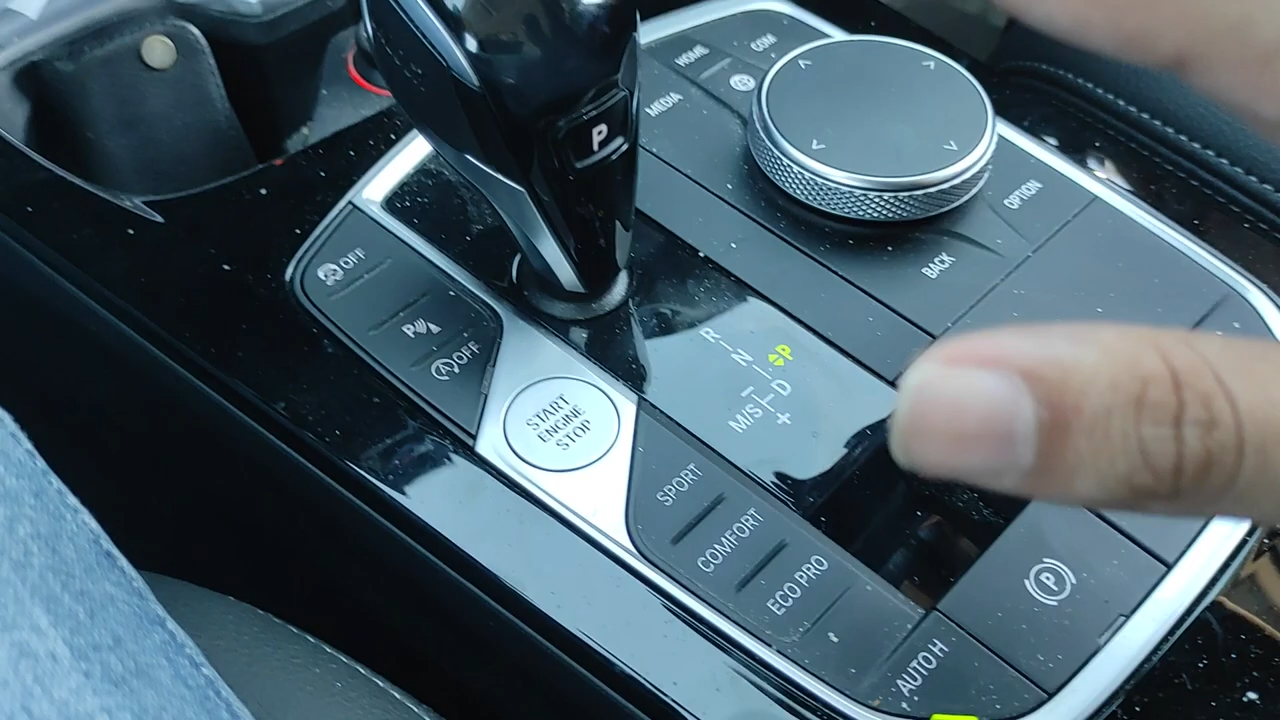 HOME
COM
MEDIA
P
OPTION
BACK
OFF
P
OFF
R
N
P
D
M/S
+
START
ENGINE
STOP
SPORT
COMFORT
ECO PRO
P
AUTO H